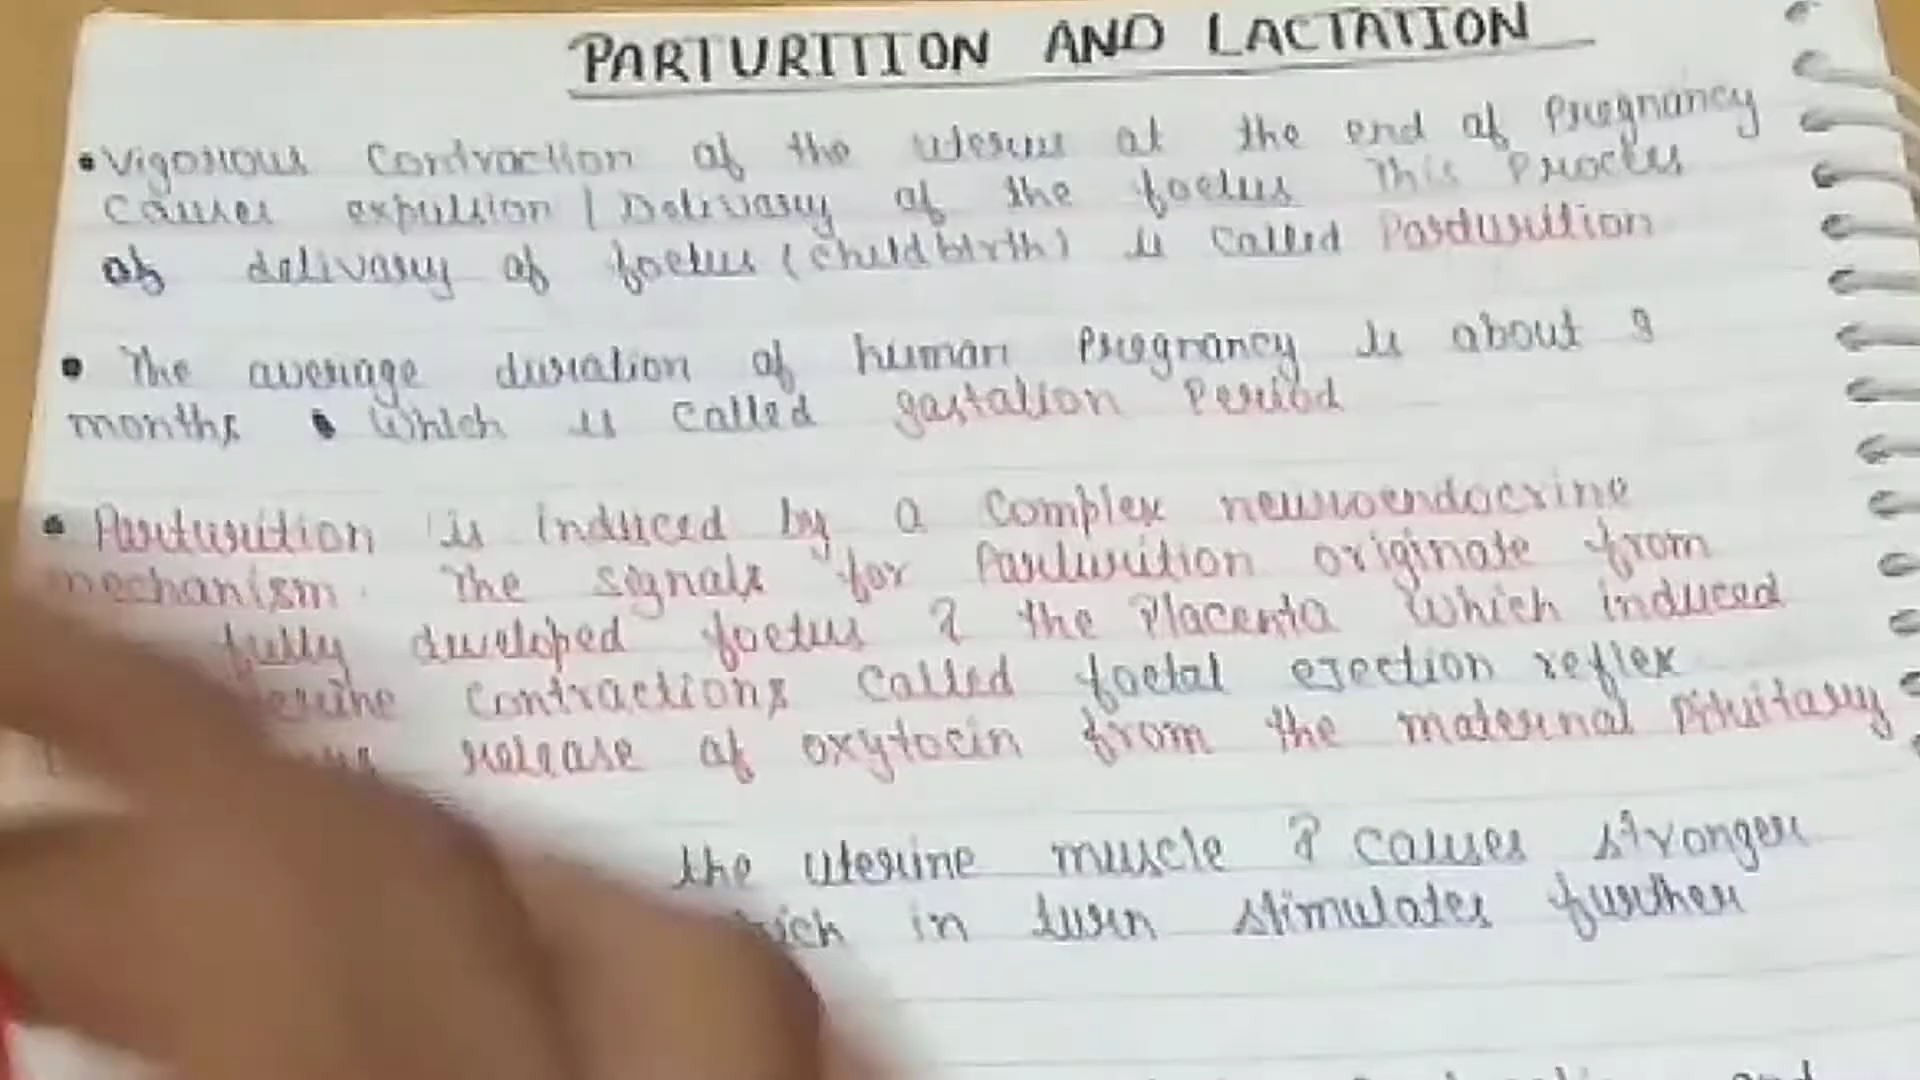 PARTURITION AND LACTATION
• Vigorous Contraction of the uterus at the end of Pregnancy
Causes expulsion / Delivary of the foetus This Process
of delivary of foetus (childbirth) is called Parturition
• The average duration of human Pregnancy is about 9
months Which is called gastation Period
• Parturition is induced by a Complex neuroendocrine
mechanism. The signals for Parturition originate from
fully developed foetus & the Placenta Which induced
Contractions Called foetal ejection reflex
release of oxytocin from the maternal Pituitary
the uterine muscle & causes stronger
in turn stimulates further
and